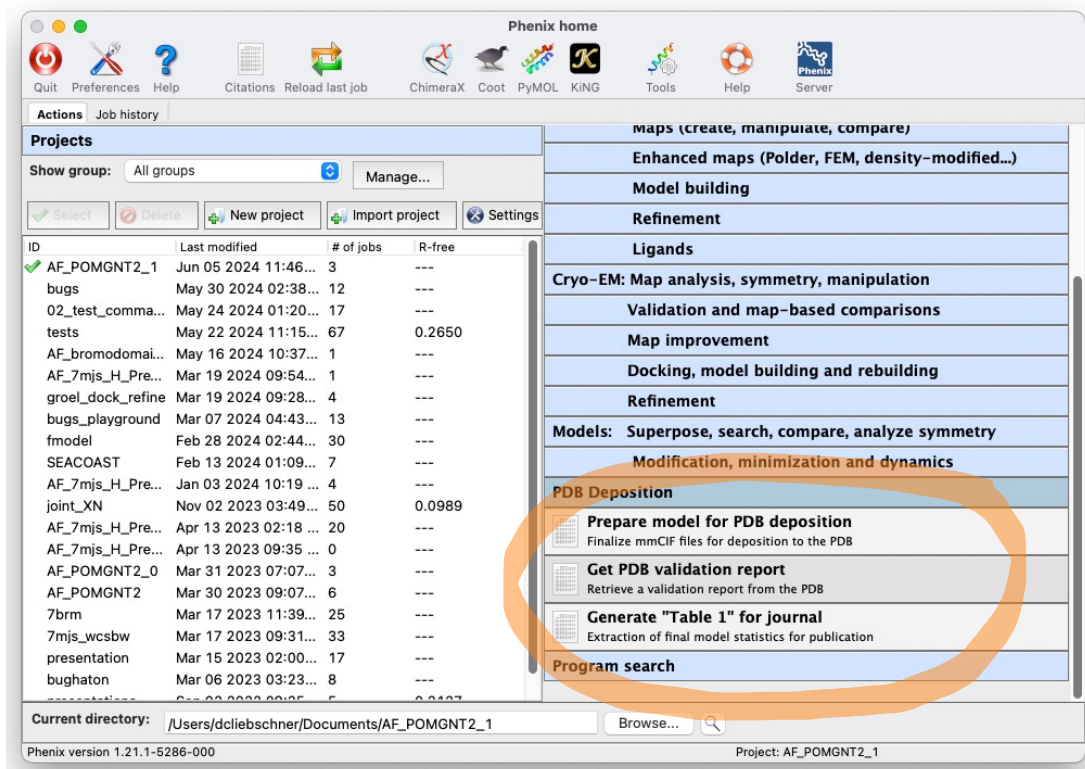 Phenix home
Quit Preferences Help Citations Reload last job ChimeraX Coot PyMOL KiNG Tools Help Server
Phenix
Actions Job history
Projects
Show group: All groups Manage...
Select Delete New project Import project Settings
ID Last modified # of jobs R-free
AF_POMGNT2_1 Jun 05 2024 11:46... 3 ---
bugs May 30 2024 02:38... 12 ---
02_test_comma... May 24 2024 01:20... 17 ---
tests May 22 2024 11:15... 67 0.2650
AF_bromodomai... May 16 2024 10:37... 1 ---
AF_7mjs_H_Pre... Mar 19 2024 09:54... 1 ---
groel_dock_refine Mar 19 2024 09:28... 4 ---
bugs_playground Mar 07 2024 04:43... 13 ---
fmodel Feb 28 2024 02:44... 30 ---
SEACOAST Feb 13 2024 01:09... 7 ---
AF_7mjs_H_Pre... Jan 03 2024 10:19 ... 4 ---
joint_XN Nov 02 2023 03:49... 50 0.0989
AF_7mjs_H_Pre... Apr 13 2023 02:18 ... 20 ---
AF_7mjs_H_Pre... Apr 13 2023 09:35 ... 0 ---
AF_POMGNT2_0 Mar 31 2023 07:07... 3 ---
AF_POMGNT2 Mar 30 2023 09:07... 6 ---
7brm Mar 17 2023 11:39... 25 ---
7mjs_wcsbw Mar 17 2023 09:31... 33 ---
presentation Mar 15 2023 02:00... 17 ---
bughaton Mar 06 2023 03:23... 8 ---
Maps (create, manipulate, compare)
Enhanced maps (Polder, FEM, density-modified...)
Model building
Refinement
Ligands
Cryo-EM: Map analysis, symmetry, manipulation
Validation and map-based comparisons
Map improvement
Docking, model building and rebuilding
Refinement
Models: Superpose, search, compare, analyze symmetry
Modification, minimization and dynamics
PDB Deposition
Prepare model for PDB deposition
Finalize mmCIF files for deposition to the PDB
Get PDB validation report
Retrieve a validation report from the PDB
Generate "Table 1" for journal
Extraction of final model statistics for publication
Program search
Current directory: /Users/dcliebschner/Documents/AF_POMGNT2_1 Browse...
Phenix version 1.21.1-5286-000 Project: AF_POMGNT2_1